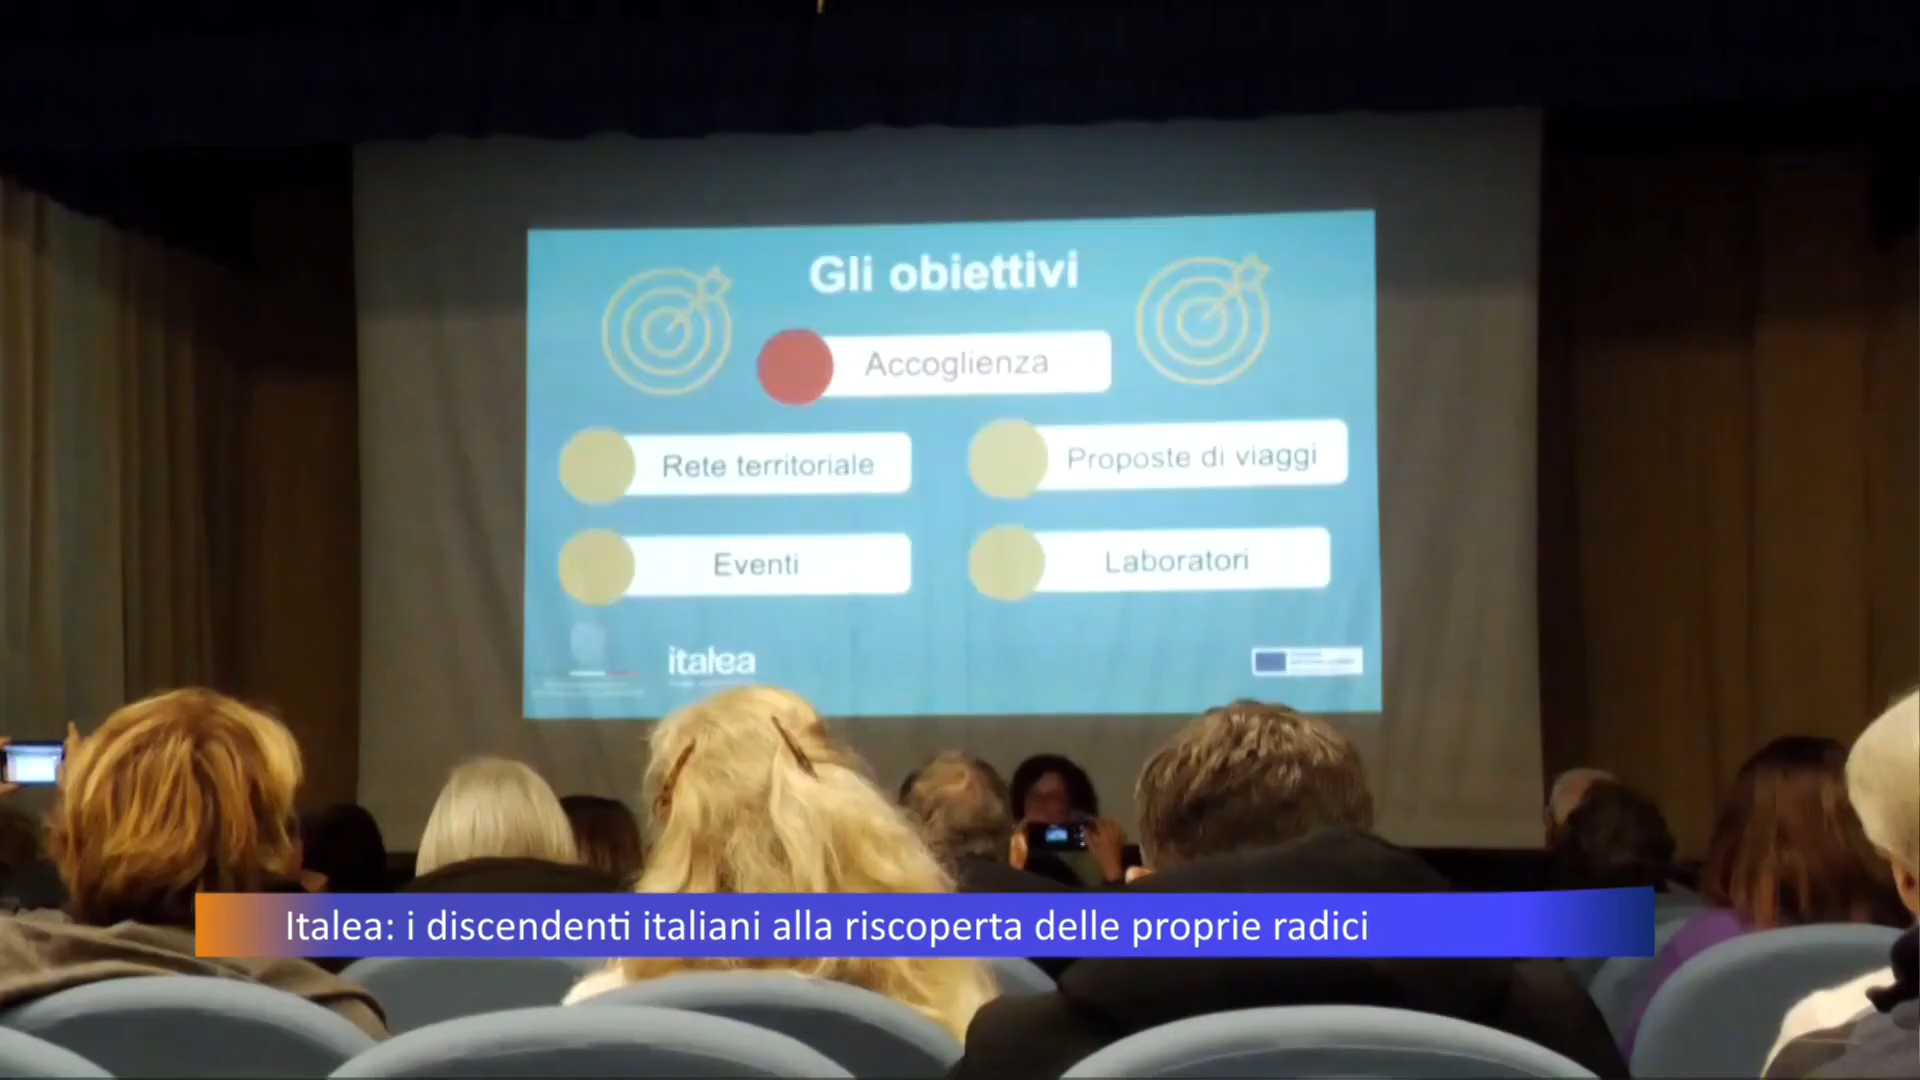 Gli obiettivi
Accoglienza
Rete territoriale
Proposte di viaggi
Eventi
Laboratori
italea
Italea: i discendenti italiani alla riscoperta delle proprie radici